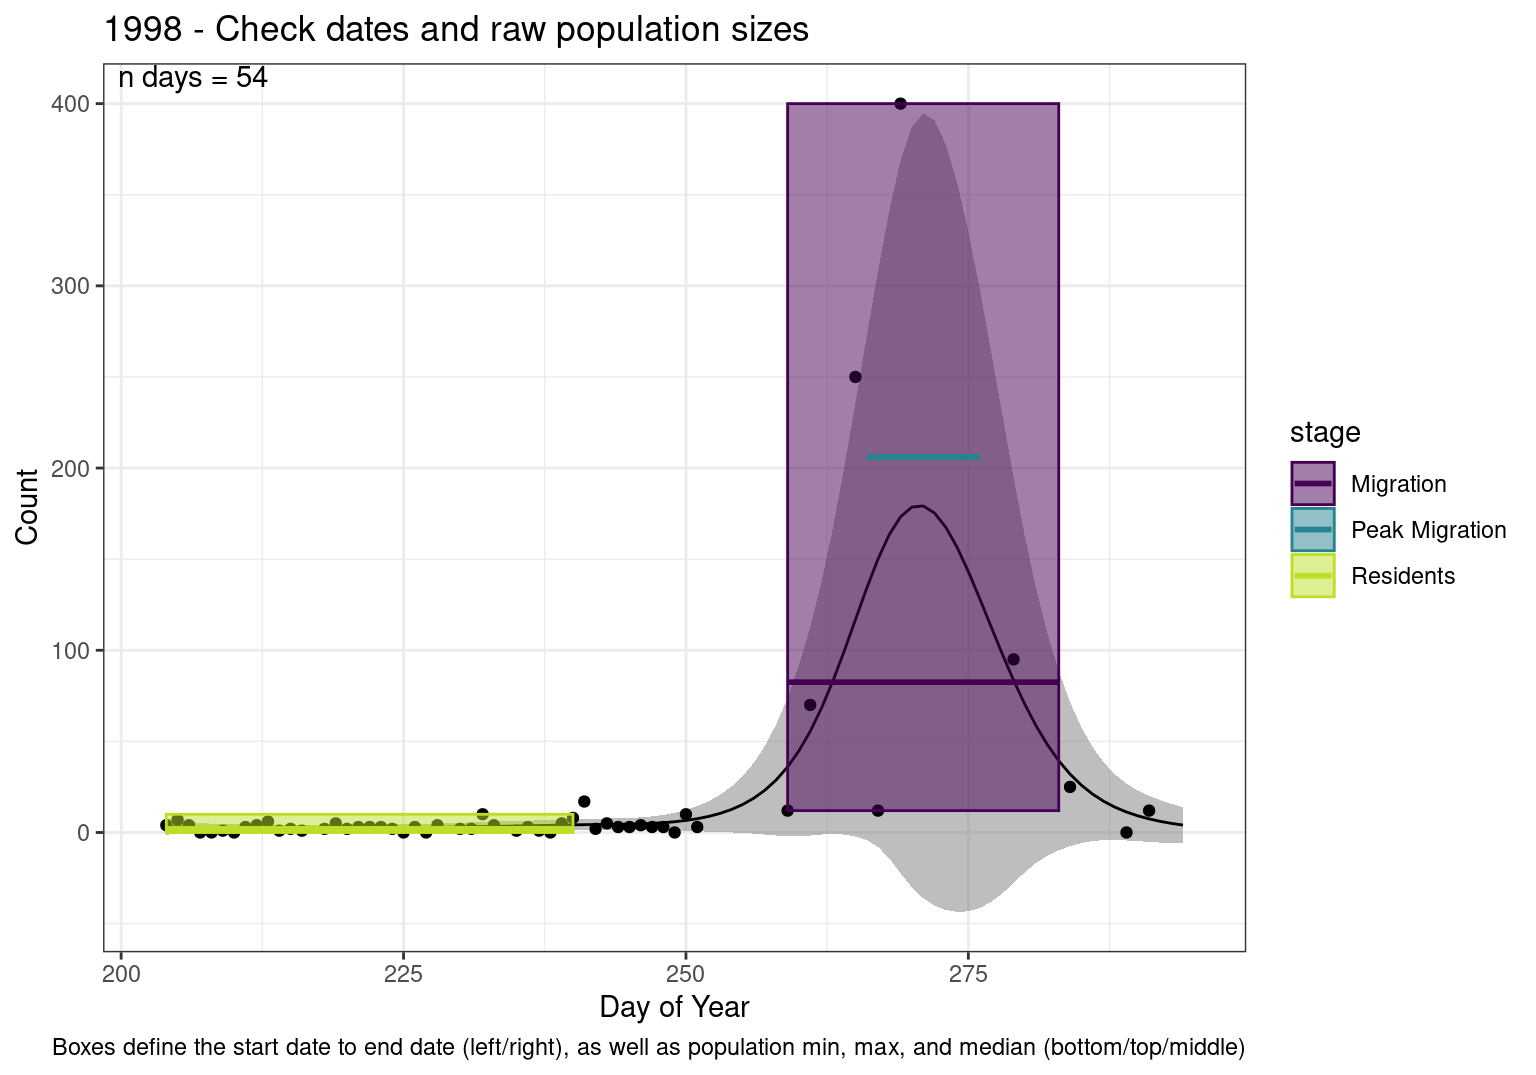 1998 - Check dates and raw population sizes
n days = 54
400
300
200
100
0
Count
200
225
250
275
Day of Year
stage
Migration
Peak Migration
Residents
Boxes define the start date to end date (left/right), as well as population min, max, and median (bottom/top/middle)